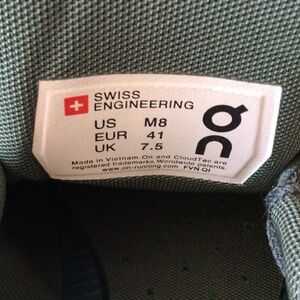 SWISS
ENGINEERING
US M8
EUR 41
UK 7.5
On
Made in Vietnam. On and CloudTec are
registered trademarks. Worldwide patents.
www.on-running.com FVN QI